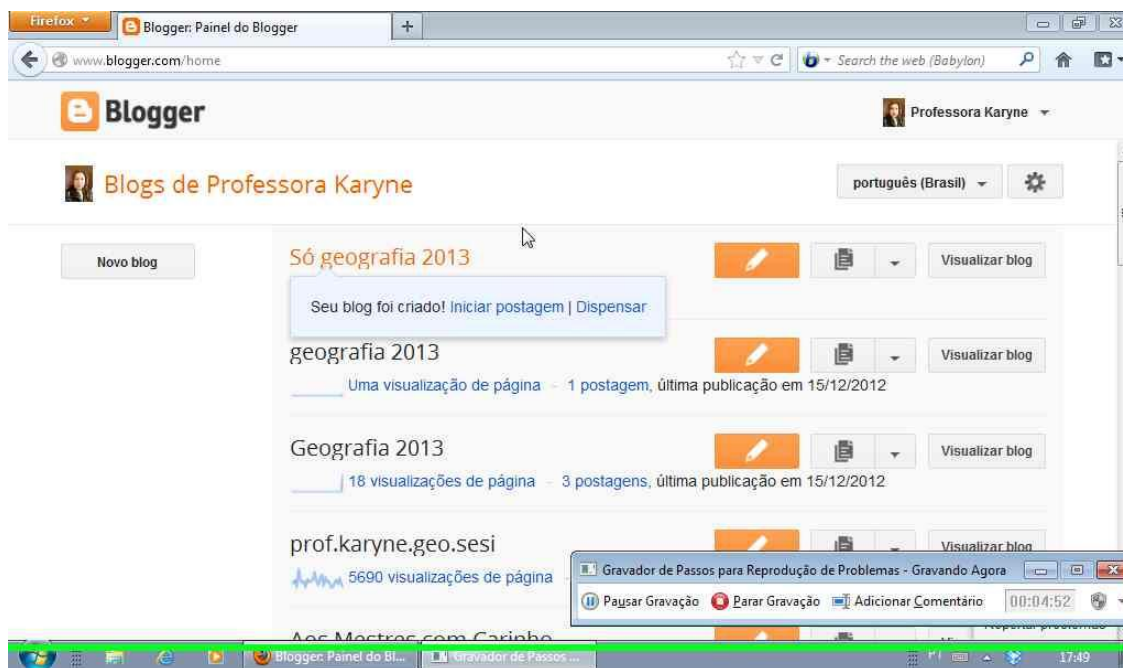 Firefox
Blogger: Painel do Blogger
+
www.blogger.com/home
Search the web (Babylon)
Blogger
Professora Karyne
Blogs de Professora Karyne
português (Brasil)
Novo blog
Só geografia 2013
Visualizar blog
Seu blog foi criado! Iniciar postagem | Dispensar
geografia 2013
Visualizar blog
Uma visualização de página - 1 postagem, última publicação em 15/12/2012
Geografia 2013
Visualizar blog
18 visualizações de página - 3 postagens, última publicação em 15/12/2012
prof.karyne.geo.sesi
Visualizar blog
5690 visualizações de página
Gravador de Passos para Reprodução de Problemas - Gravando Agora
Pausar Gravação Parar Gravação Adicionar Comentário 00:04:52
Aos Mestres com Carinho
Blogger: Painel do Bl...
Gravador de Passos ...
PT
17:49